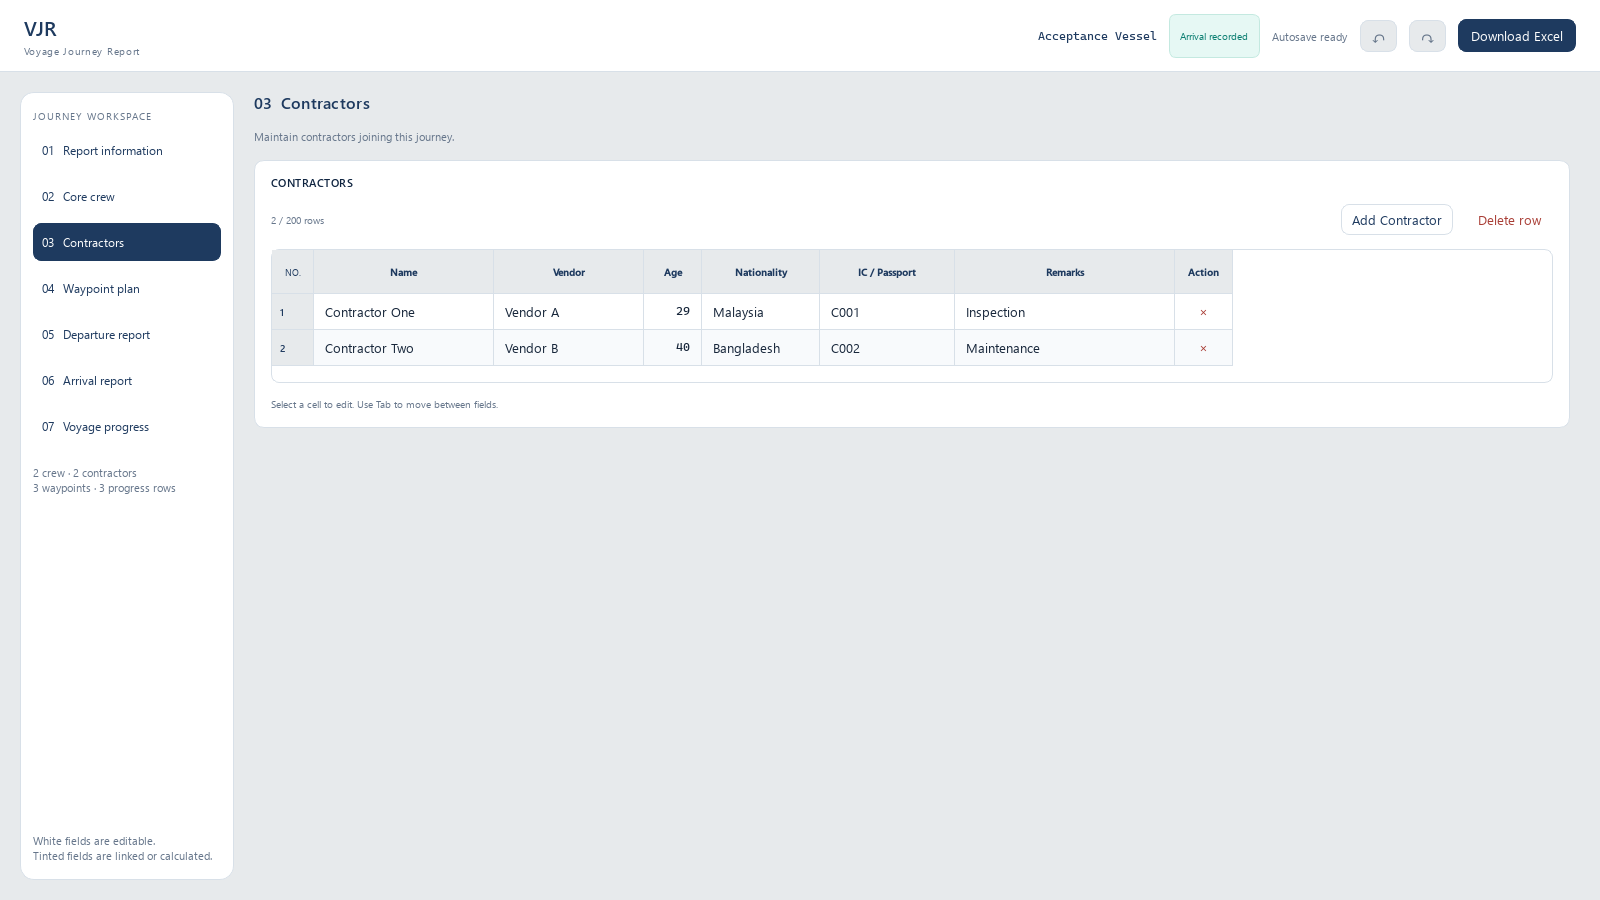 VJR
Voyage Journey Report
Acceptance Vessel
Arrival recorded
Autosave ready
Download Excel
JOURNEY WORKSPACE
01 Report information
02 Core crew
03 Contractors
04 Waypoint plan
05 Departure report
06 Arrival report
07 Voyage progress
2 crew · 2 contractors
3 waypoints · 3 progress rows
White fields are editable.
Tinted fields are linked or calculated.
03 Contractors
Maintain contractors joining this journey.
CONTRACTORS
2 / 200 rows
Add Contractor
Delete row
NO. Name Vendor Age Nationality IC / Passport Remarks Action
1 Contractor One Vendor A 29 Malaysia C001 Inspection ×
2 Contractor Two Vendor B 40 Bangladesh C002 Maintenance ×
Select a cell to edit. Use Tab to move between fields.